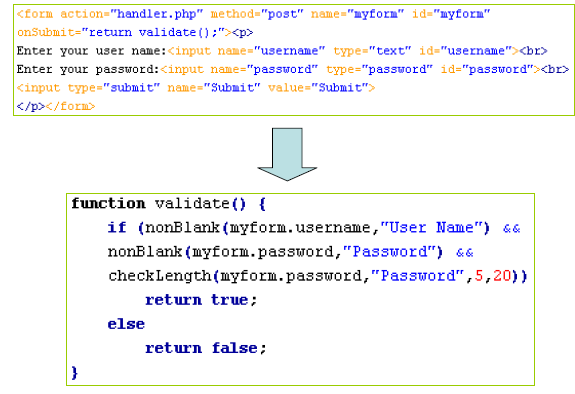 <form action="handler.php" method="post" name="myform" id="myform"
onSubmit="return validate();"><p>
Enter your user name:<input name="username" type="text" id="username"><br>
Enter your password:<input name="password" type="password" id="password"><br>
<input type="submit" name="Submit" value="Submit">
</p></form>
function validate() {
if (nonBlank(myform.username,"User Name") &&
nonBlank(myform.password,"Password") &&
checkLength(myform.password,"Password",5,20))
return true;
else
return false;
}